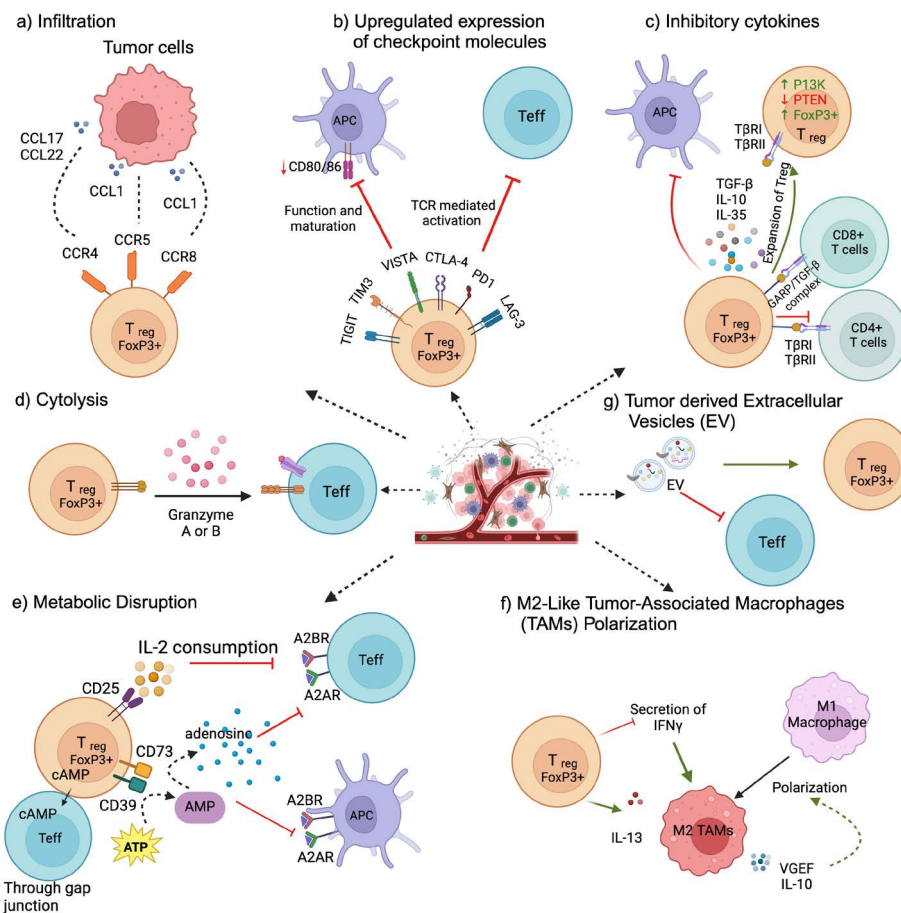 a) Infiltration
Tumor cells
CCL17
CCL22
CCL1
CCL1
CCR4
CCR5
CCR8
T reg
FoxP3+
b) Upregulated expression
of checkpoint molecules
APC
Teff
↓CD80/86
Function and
maturation
TCR mediated
activation
TIGIT
TIM3
VISTA
CTLA-4
PD1
LAG-3
T reg
FoxP3+
c) Inhibitory cytokines
APC
↑ P13K
↓ PTEN
↑ FoxP3+
T reg
TβRI
TβRII
TGF-β
IL-10
IL-35
Expansion of Treg
CD8+
T cells
GARP/TGF-β
complex
T reg
FoxP3+
CD4+
T cells
TβRI
TβRII
d) Cytolysis
T reg
FoxP3+
Granzyme
A or B
Teff
g) Tumor derived Extracellular
Vesicles (EV)
EV
T reg
FoxP3+
Teff
e) Metabolic Disruption
IL-2 consumption
A2BR
A2AR
Teff
CD25
T reg
FoxP3+
cAMP
CD73
CD39
adenosine
AMP
ATP
cAMP
Teff
Through gap
junction
A2BR
A2AR
APC
f) M2-Like Tumor-Associated Macrophages
(TAMs) Polarization
T reg
FoxP3+
Secretion of
IFNγ
M1
Macrophage
Polarization
IL-13
M2 TAMs
VGEF
IL-10